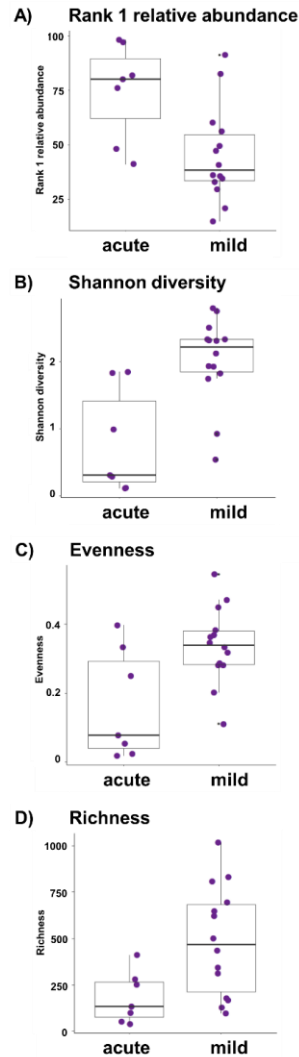 A) Rank 1 relative abundance
Rank 1 relative abundance
100
75
50
25
acute mild
B) Shannon diversity
Shannon diversity
2
1
0
acute mild
C) Evenness
Evenness
0.4
0.2
0
acute mild
D) Richness
Richness
1000
750
500
250
0
acute mild